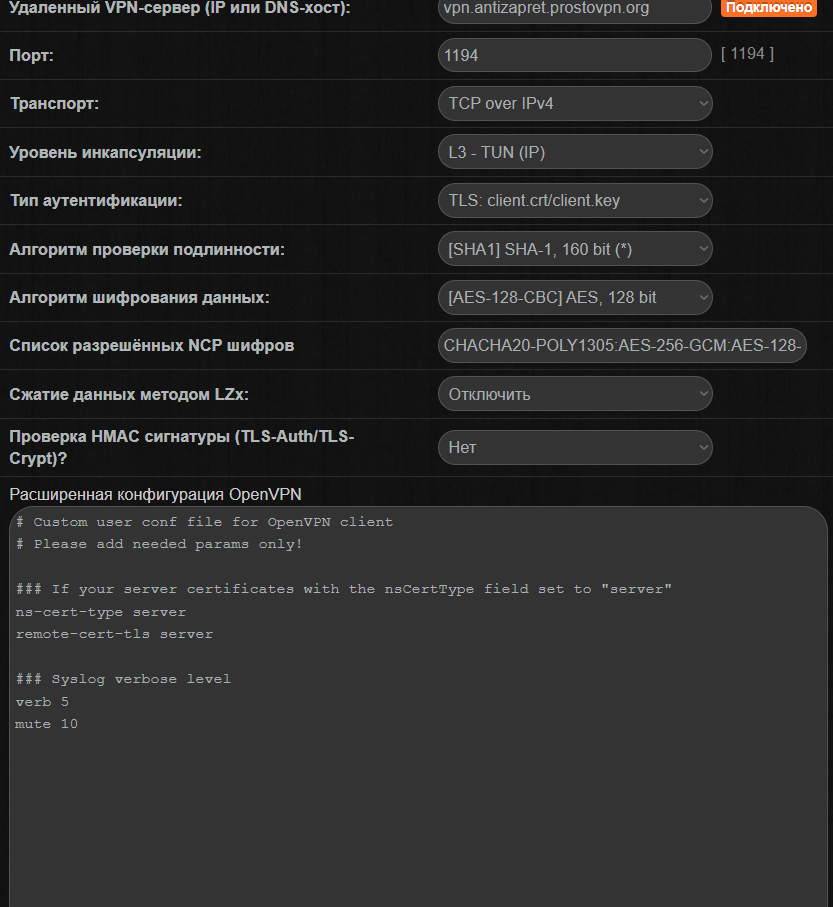 Удаленный VPN-сервер (IP или DNS-хост):
vpn.antizapret.prostovpn.org
Подключено
Порт:
1194
[ 1194 ]
Транспорт:
TCP over IPv4
Уровень инкапсуляции:
L3 - TUN (IP)
Тип аутентификации:
TLS: client.crt/client.key
Алгоритм проверки подлинности:
[SHA1] SHA-1, 160 bit (*)
Алгоритм шифрования данных:
[AES-128-CBC] AES, 128 bit
Список разрешённых NCP шифров
CHACHA20-POLY1305:AES-256-GCM:AES-128-
Сжатие данных методом LZx:
Отключить
Проверка HMAC сигнатуры (TLS-Auth/TLS-
Crypt)?
Нет
Расширенная конфигурация OpenVPN
# Custom user conf file for OpenVPN client
# Please add needed params only!
### If your server certificates with the nsCertType field set to "server"
ns-cert-type server
remote-cert-tls server
### Syslog verbose level
verb 5
mute 10